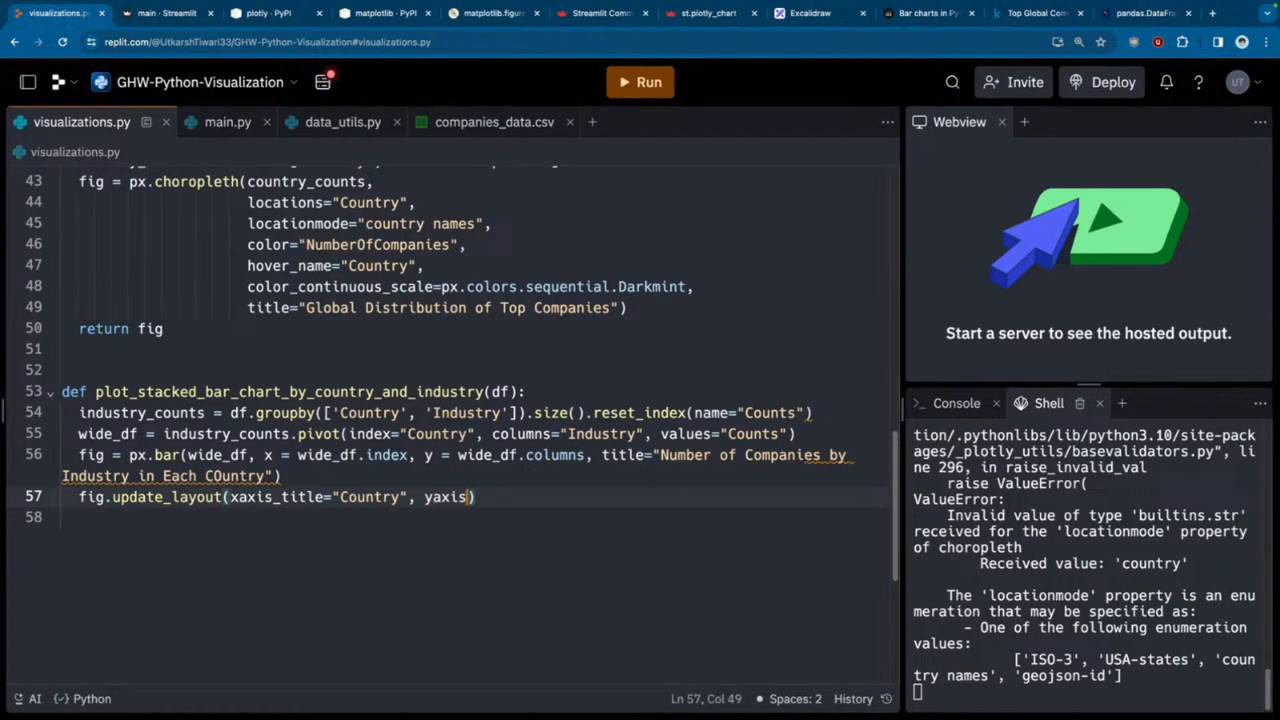 visualizations.py
main - Streamlit
plotly · PyPI
matplotlib · PyPI
matplotlib.figure
Streamlit Comm
st.plotly_chart -
Excalidraw
Bar charts in Pyt
Top Global Com
pandas.DataFra
replit.com/@UtkarshTiwari33/GHW-Python-Visualization#visualizations.py
GHW-Python-Visualization
Run
Invite
Deploy
UT
visualizations.py
main.py
data_utils.py
companies_data.csv
Webview
visualizations.py
43 fig = px.choropleth(country_counts,
44 locations="Country",
45 locationmode="country names",
46 color="NumberOfCompanies",
47 hover_name="Country",
48 color_continuous_scale=px.colors.sequential.Darkmint,
49 title="Global Distribution of Top Companies")
50 return fig
51
52
53 def plot_stacked_bar_chart_by_country_and_industry(df):
54 industry_counts = df.groupby(['Country', 'Industry']).size().reset_index(name="Counts")
55 wide_df = industry_counts.pivot(index="Country", columns="Industry", values="Counts")
56 fig = px.bar(wide_df, x = wide_df.index, y = wide_df.columns, title="Number of Companies by
Industry in Each COuntry")
57 fig.update_layout(xaxis_title="Country", yaxis)
58
Start a server to see the hosted output.
Console
Shell
tion/.pythonlibs/lib/python3.10/site-pack
ages/_plotly_utils/basevalidators.py", li
ne 296, in raise_invalid_val
raise ValueError(
ValueError:
Invalid value of type 'builtins.str'
received for the 'locationmode' property
of choropleth
Received value: 'country'
The 'locationmode' property is an enu
meration that may be specified as:
- One of the following enumeration
values:
['ISO-3', 'USA-states', 'coun
try names', 'geojson-id']
AI
Python
Ln 57, Col 49
Spaces: 2
History